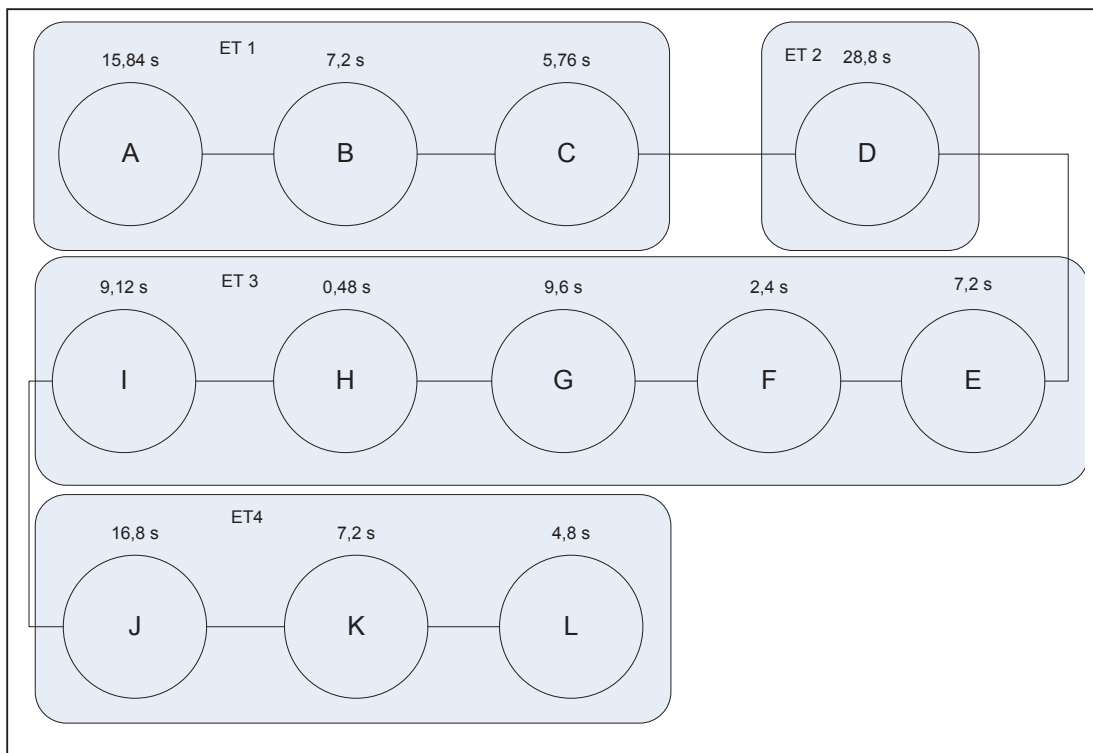 ET 1
15,84 s
7,2 s
5,76 s
A
B
C
ET 2
28,8 s
D
ET 3
9,12 s
0,48 s
9,6 s
2,4 s
7,2 s
I
H
G
F
E
ET4
16,8 s
7,2 s
4,8 s
J
K
L